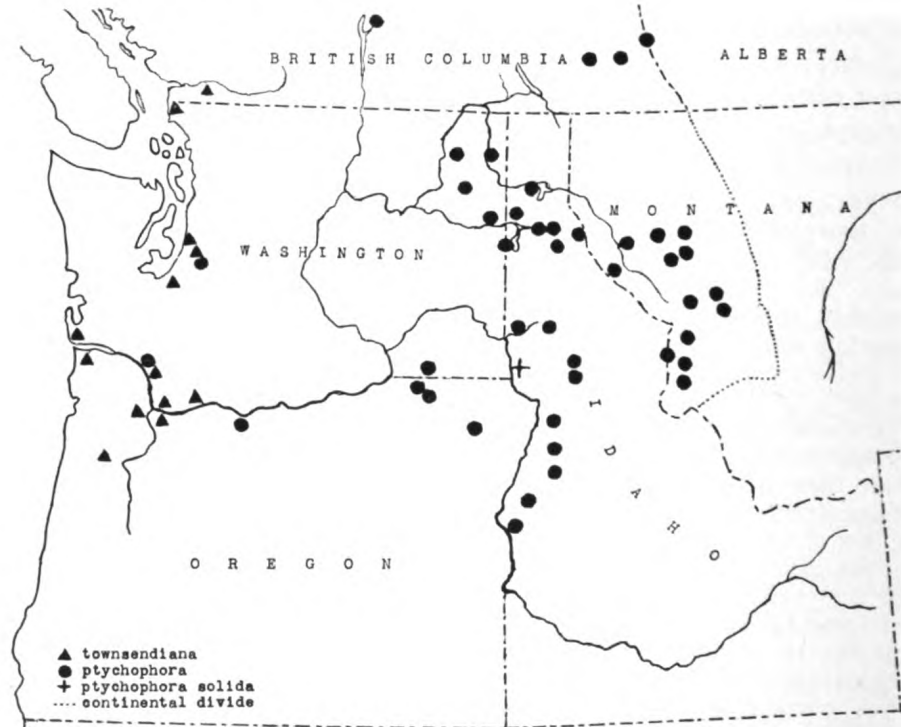 BRITISH COLUMBIA
ALBERTA
MONTANA
WASHINGTON
IDAHO
OREGON
townsendiana
ptychophora
ptychophora solida
continental divide